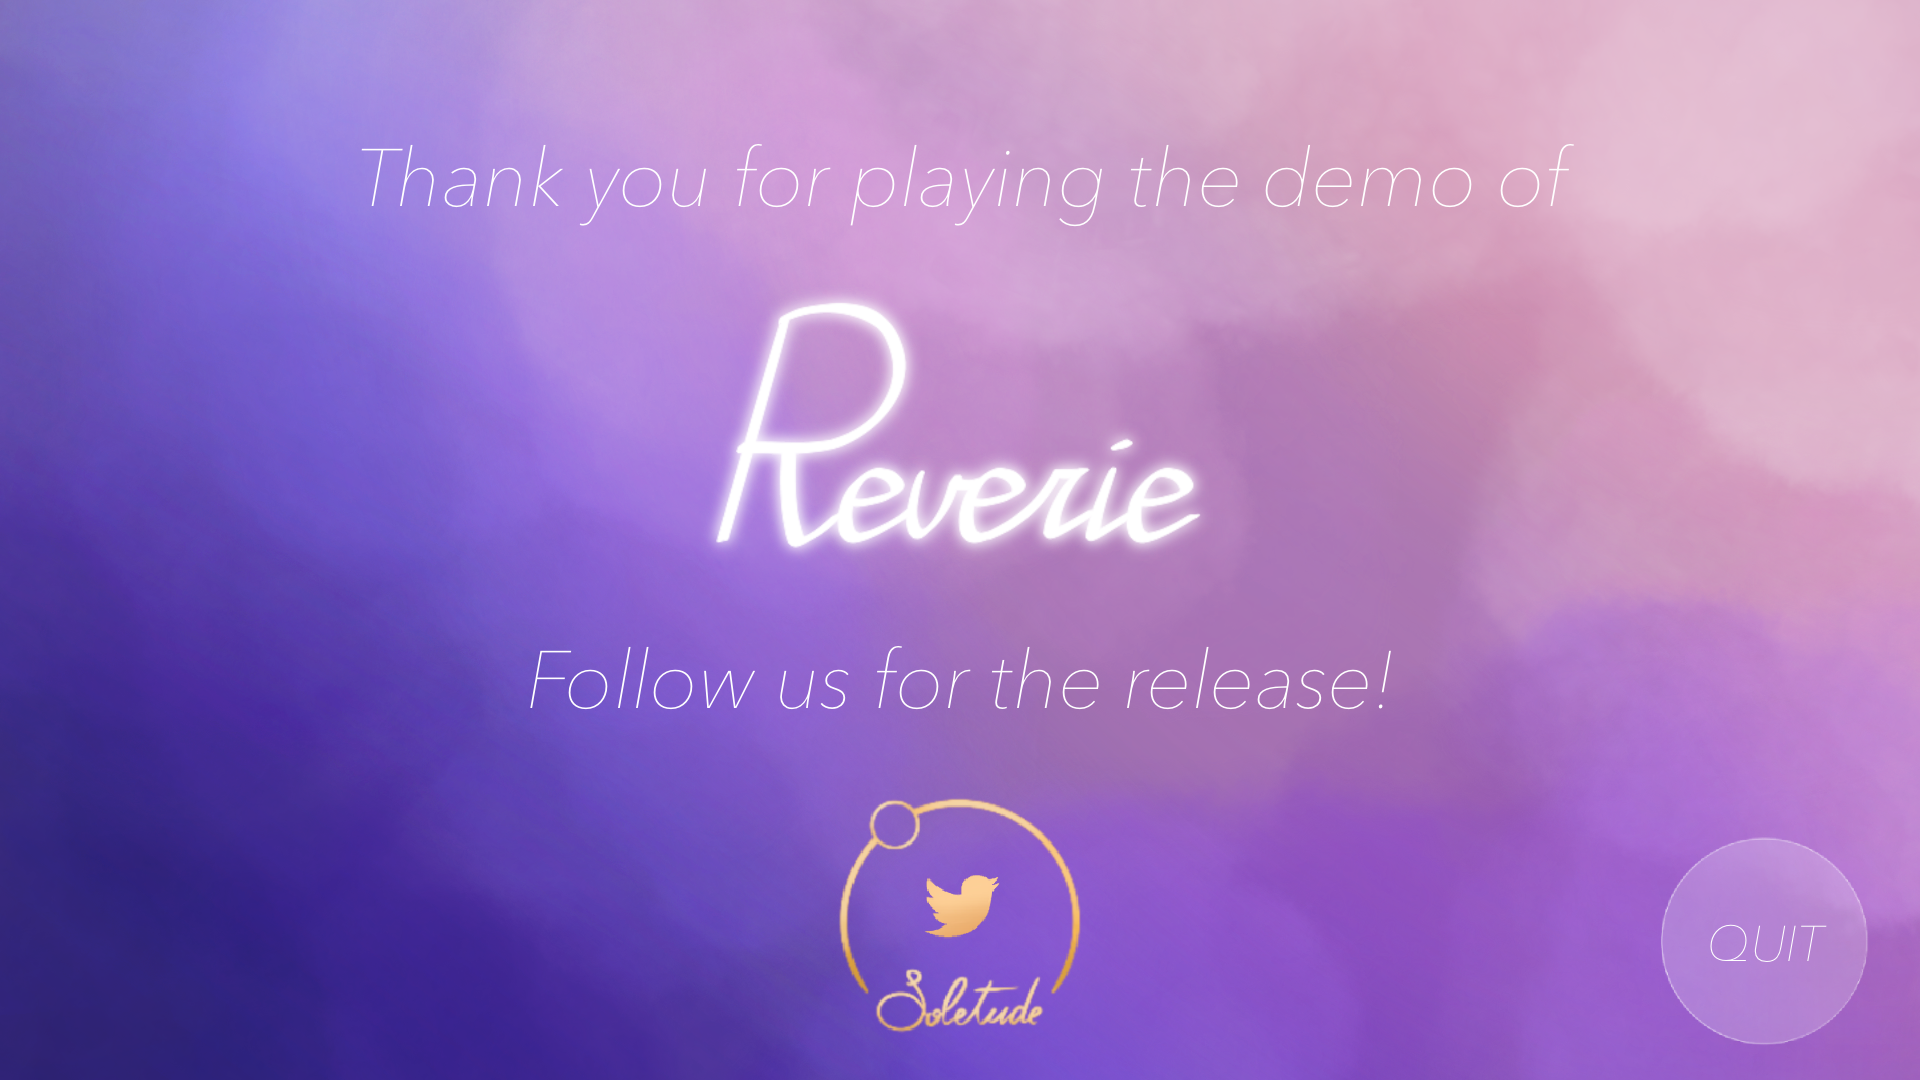 Thank you for playing the demo of
Reverie
Follow us for the release!
Soletude
QUIT